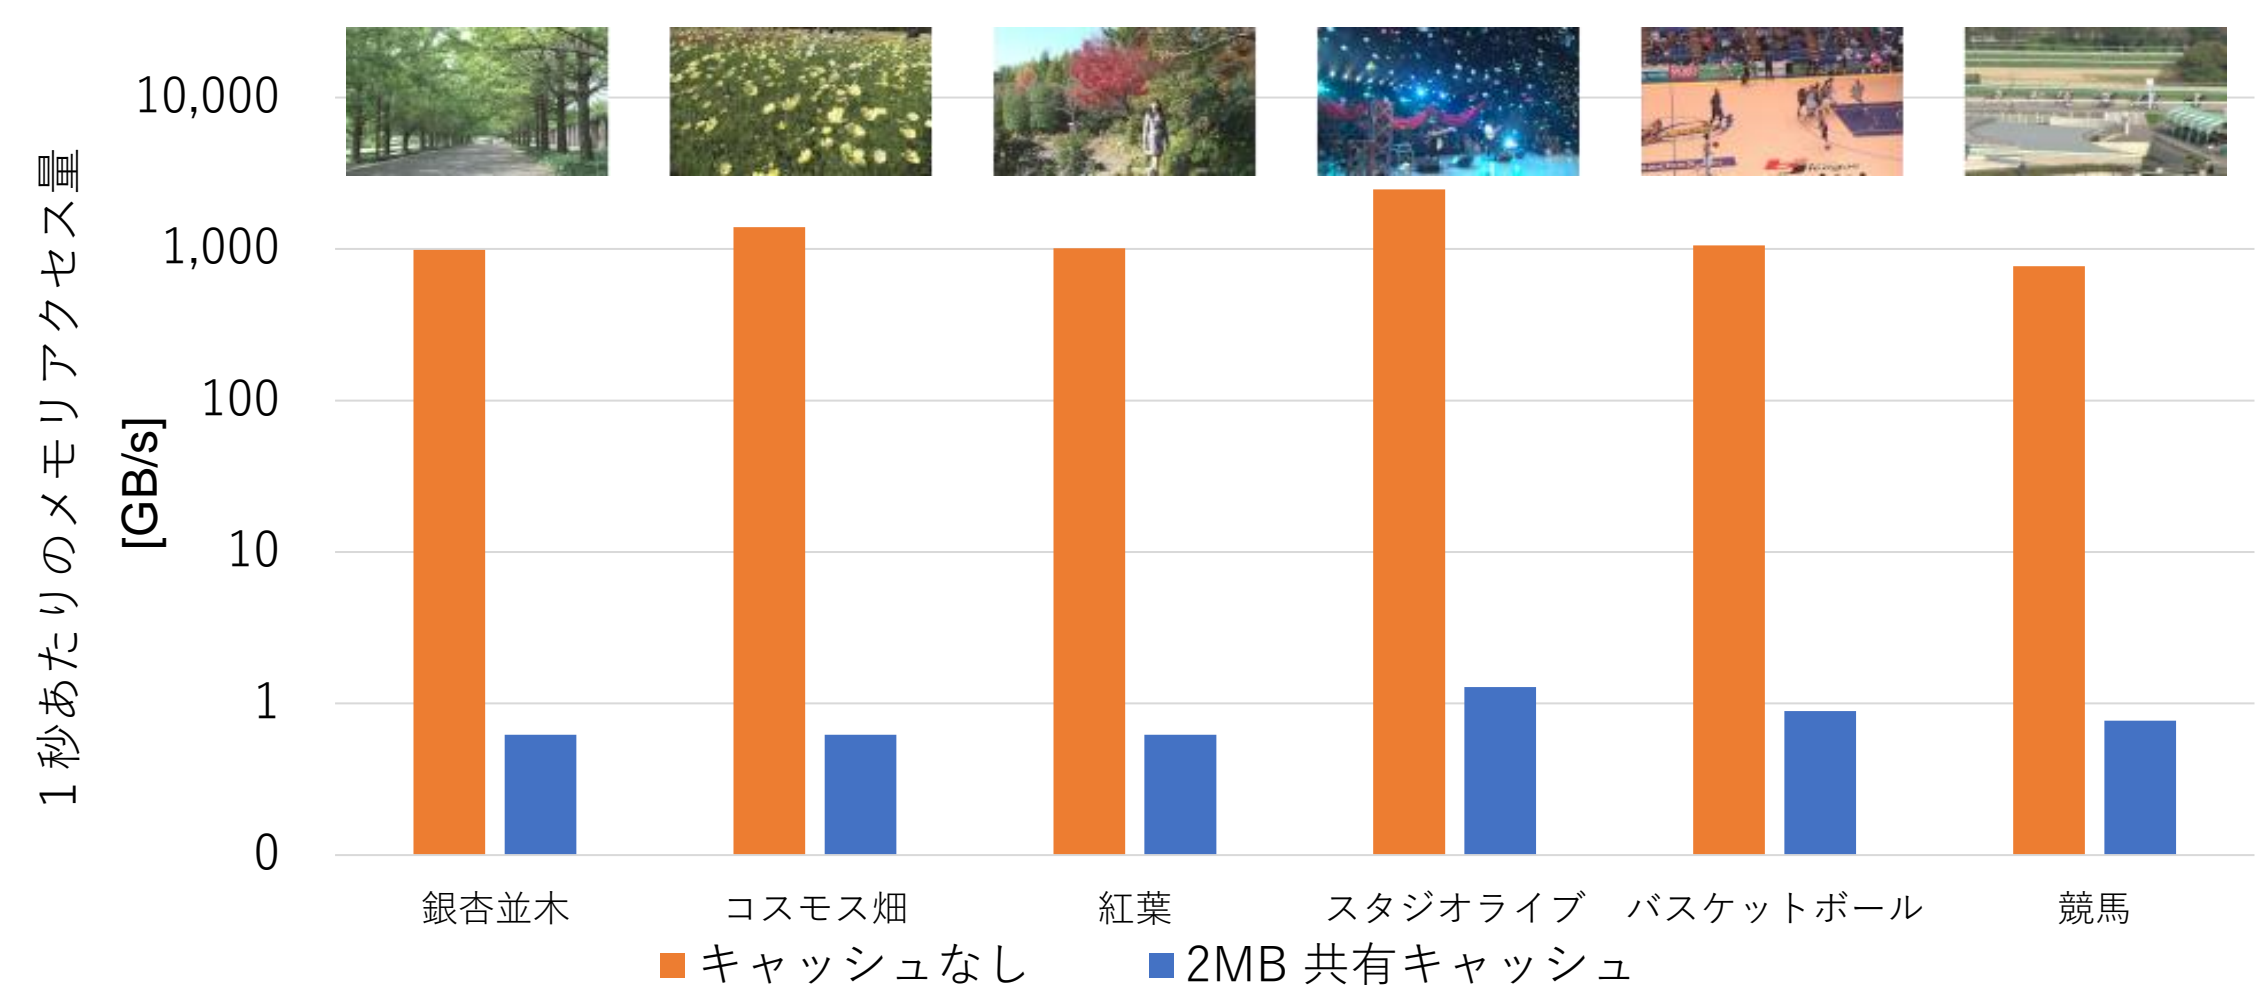 1秒あたりのメモリアクセス量
[GB/s]
10,000
1,000
100
10
1
0
銀杏並木
コスモス畑
紅葉
スタジオライブ
バスケットボール
競馬
キャッシュなし
2MB 共有キャッシュ